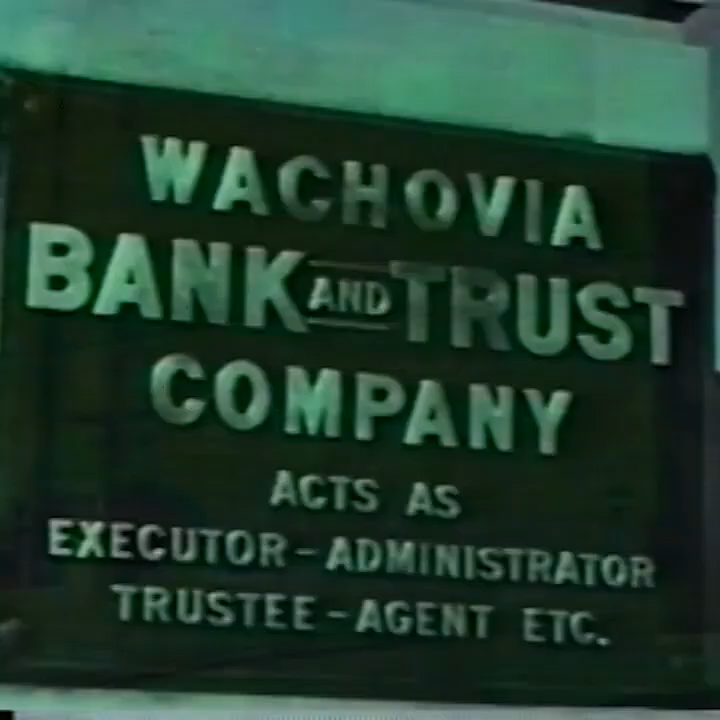 WACHOVIA
BANK AND TRUST
COMPANY
ACTS AS
EXECUTOR - ADMINISTRATOR
TRUSTEE - AGENT ETC.